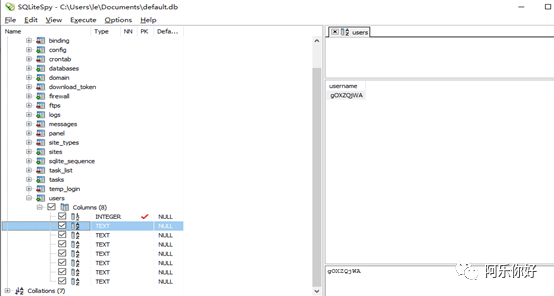 SQLiteSpy - C:\Users\le\Documents\default.db
File Edit View Execute Options Help
Name Type NN PK Defa...
binding
config
crontab
databases
domain
download_token
firewall
ftps
logs
messages
panel
site_types
sites
sqlite_sequence
task_list
tasks
temp_login
users
Columns (8)
INTEGER NULL
TEXT NULL
TEXT NULL
TEXT NULL
TEXT NULL
TEXT NULL
TEXT NULL
TEXT NULL
Collations (7)
users
username
gOXZQjWA
gOXZQjWA
阿乐你好